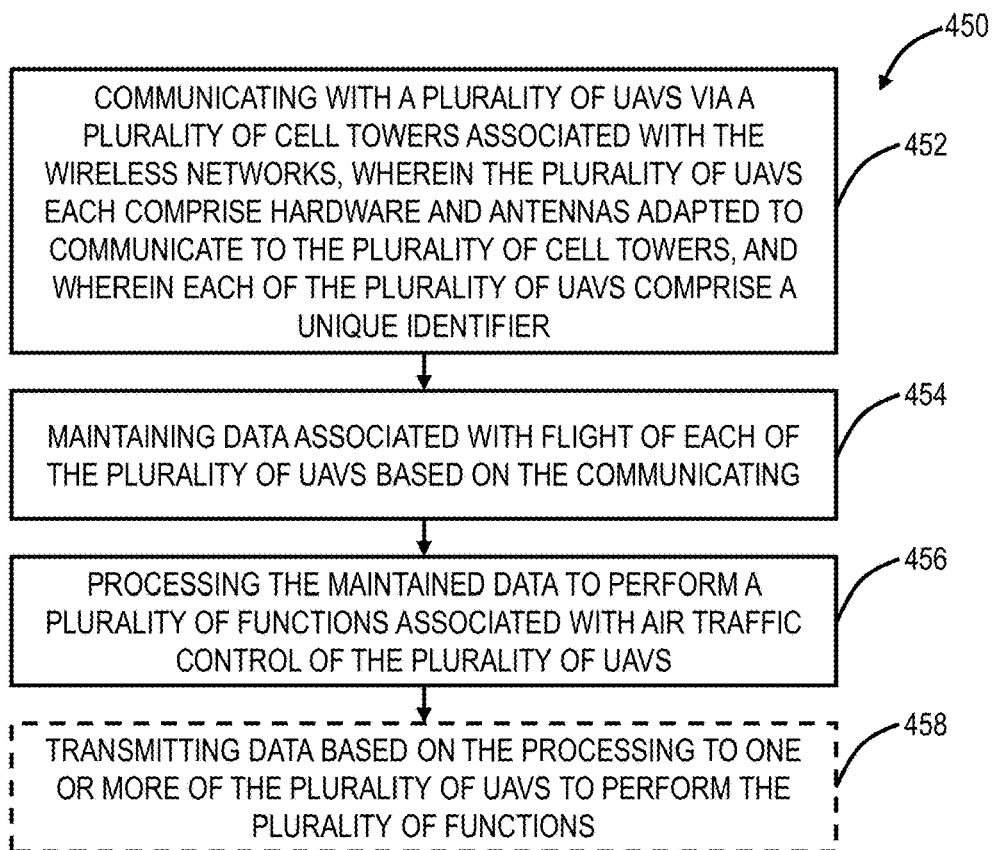 450
COMMUNICATING WITH A PLURALITY OF UAVS VIA A
PLURALITY OF CELL TOWERS ASSOCIATED WITH THE
WIRELESS NETWORKS, WHEREIN THE PLURALITY OF UAVS
EACH COMPRISE HARDWARE AND ANTENNAS ADAPTED TO
COMMUNICATE TO THE PLURALITY OF CELL TOWERS, AND
WHEREIN EACH OF THE PLURALITY OF UAVS COMPRISE A
UNIQUE IDENTIFIER
452
MAINTAINING DATA ASSOCIATED WITH FLIGHT OF EACH OF
THE PLURALITY OF UAVS BASED ON THE COMMUNICATING
454
PROCESSING THE MAINTAINED DATA TO PERFORM A
PLURALITY OF FUNCTIONS ASSOCIATED WITH AIR TRAFFIC
CONTROL OF THE PLURALITY OF UAVS
456
TRANSMITTING DATA BASED ON THE PROCESSING TO ONE
OR MORE OF THE PLURALITY OF UAVS TO PERFORM THE
PLURALITY OF FUNCTIONS
458